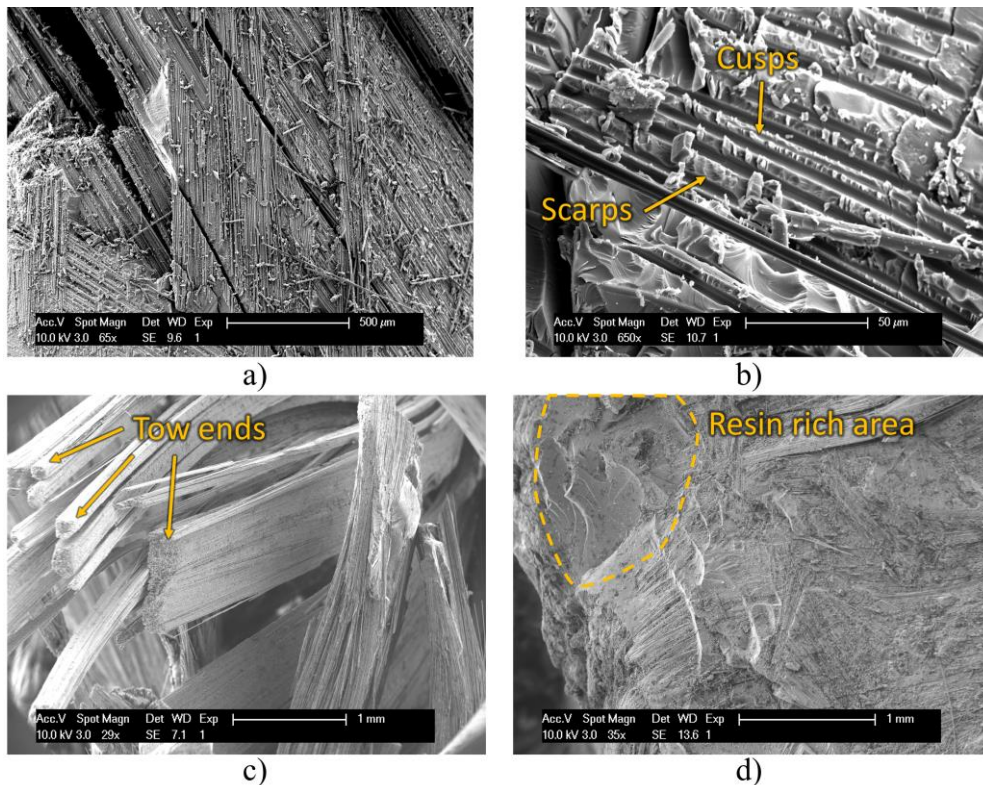 Acc.V Spot Magn Det WD Exp 500 µm
10.0 kV 3.0 65x SE 9.6 1
a)
Cusps
Scarps
Acc.V Spot Magn Det WD Exp 50 µm
10.0 kV 3.0 650x SE 10.7 1
b)
Tow ends
Acc.V Spot Magn Det WD Exp 1 mm
10.0 kV 3.0 29x SE 7.1 1
c)
Resin rich area
Acc.V Spot Magn Det WD Exp 1 mm
10.0 kV 3.0 35x SE 13.6 1
d)